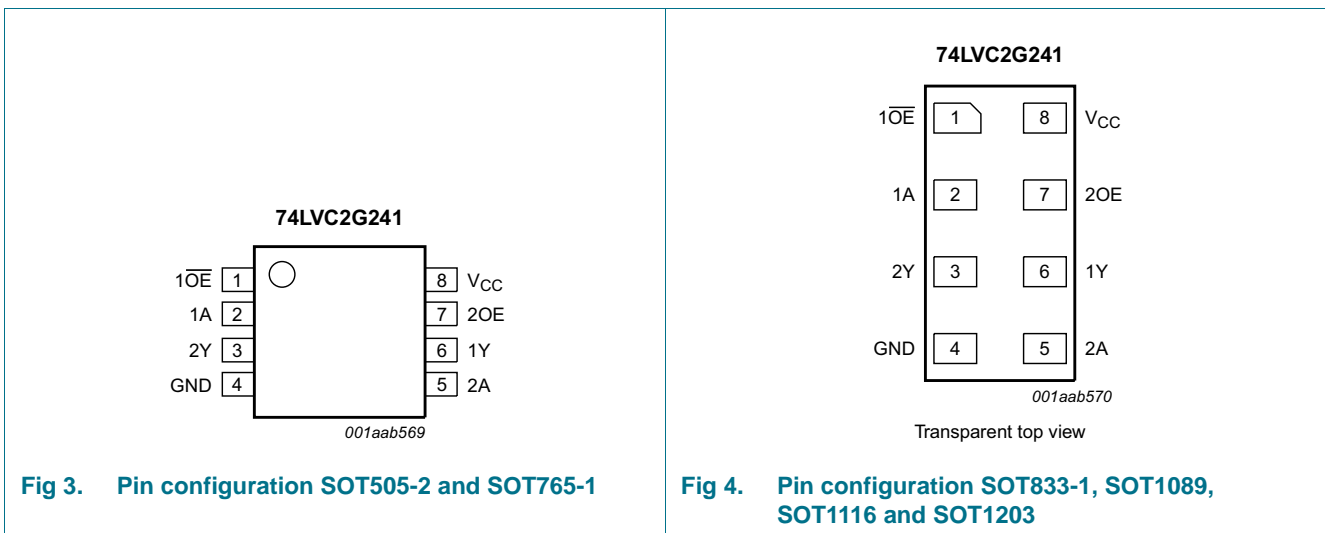 74LVC2G241
1O̅E̅ 1 8 VCC
1A 2 7 2OE
2Y 3 6 1Y
GND 4 5 2A
001aab569
Fig 3. Pin configuration SOT505-2 and SOT765-1
74LVC2G241
1O̅E̅ 1 8 VCC
1A 2 7 2OE
2Y 3 6 1Y
GND 4 5 2A
001aab570
Transparent top view
Fig 4. Pin configuration SOT833-1, SOT1089,
SOT1116 and SOT1203